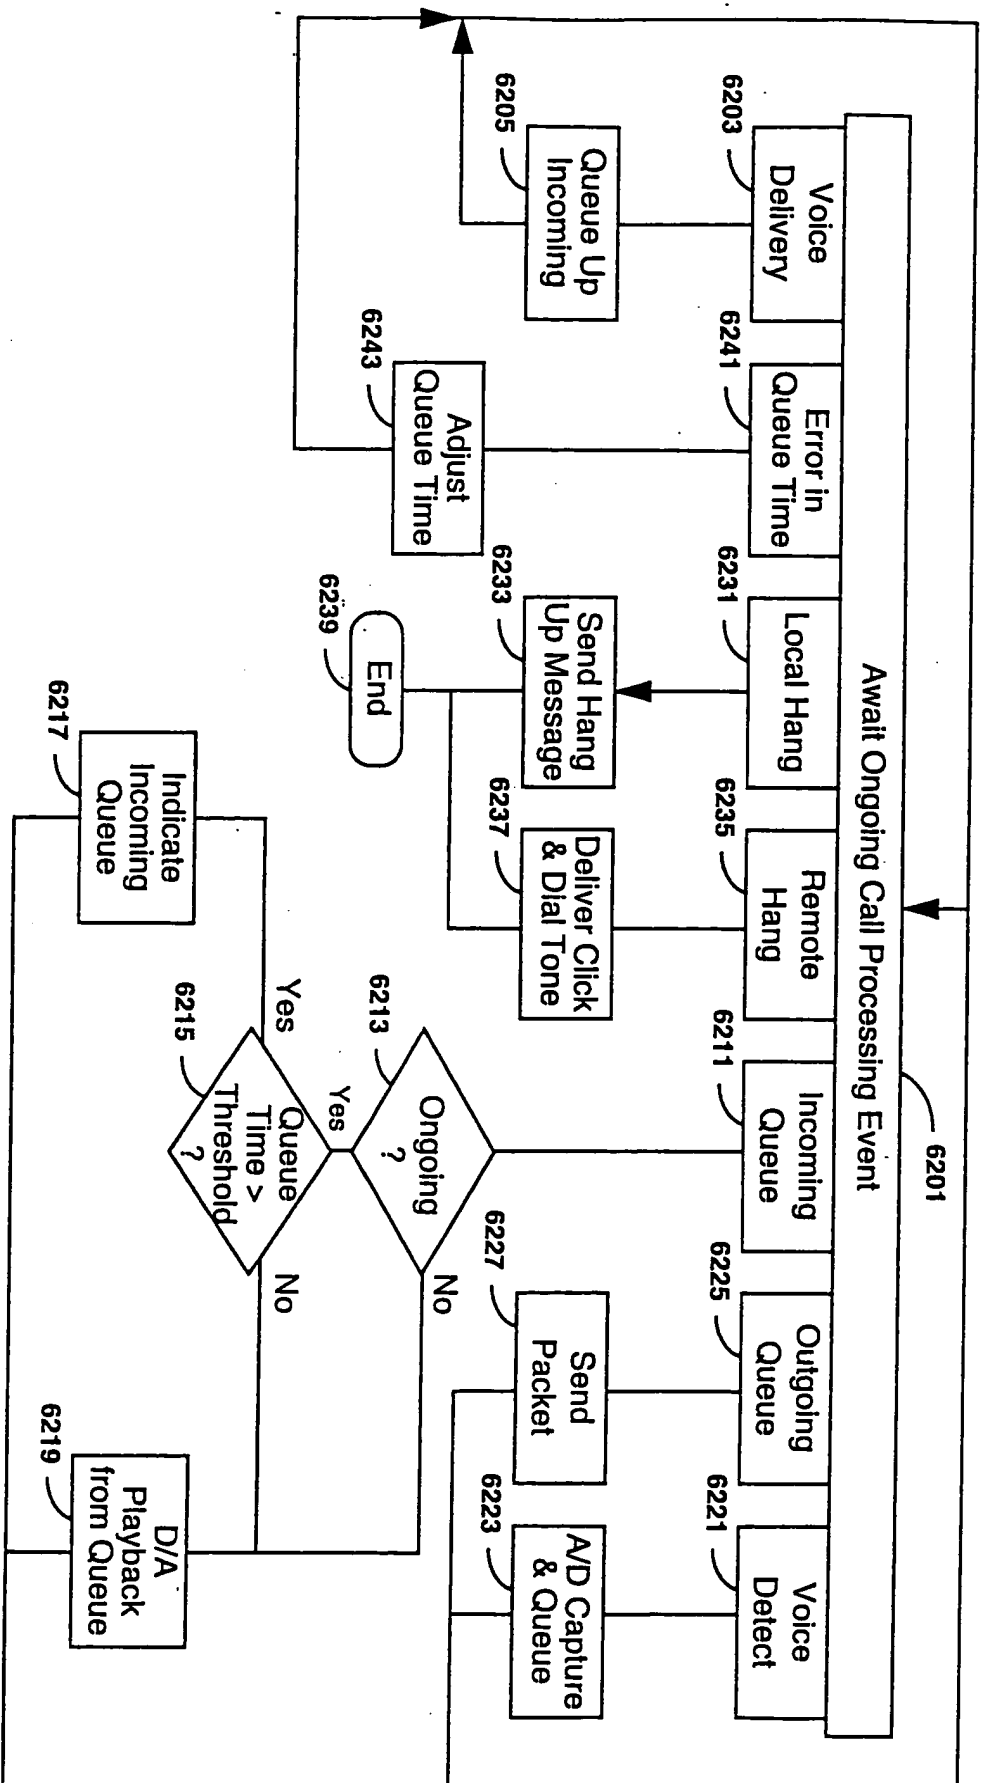 Await Ongoing Call Processing Event
6201
6203
Voice
Delivery
6241
Error in
Queue Time
6231
Local Hang
6235
Remote
Hang
6211
Incoming
Queue
6225
Outgoing
Queue
6221
Voice
Detect
6205
Queue Up
Incoming
6243
Adjust
Queue Time
6233
Send Hang
Up Message
6237
Deliver Click
& Dial Tone
6227
Send
Packet
6223
A/D Capture
& Queue
6239
End
6213
Ongoing
?
No
Yes
6215
Queue
Time >
Threshold
?
Yes
No
6217
Indicate
Incoming
Queue
6219
D/A
Playback
from Queue